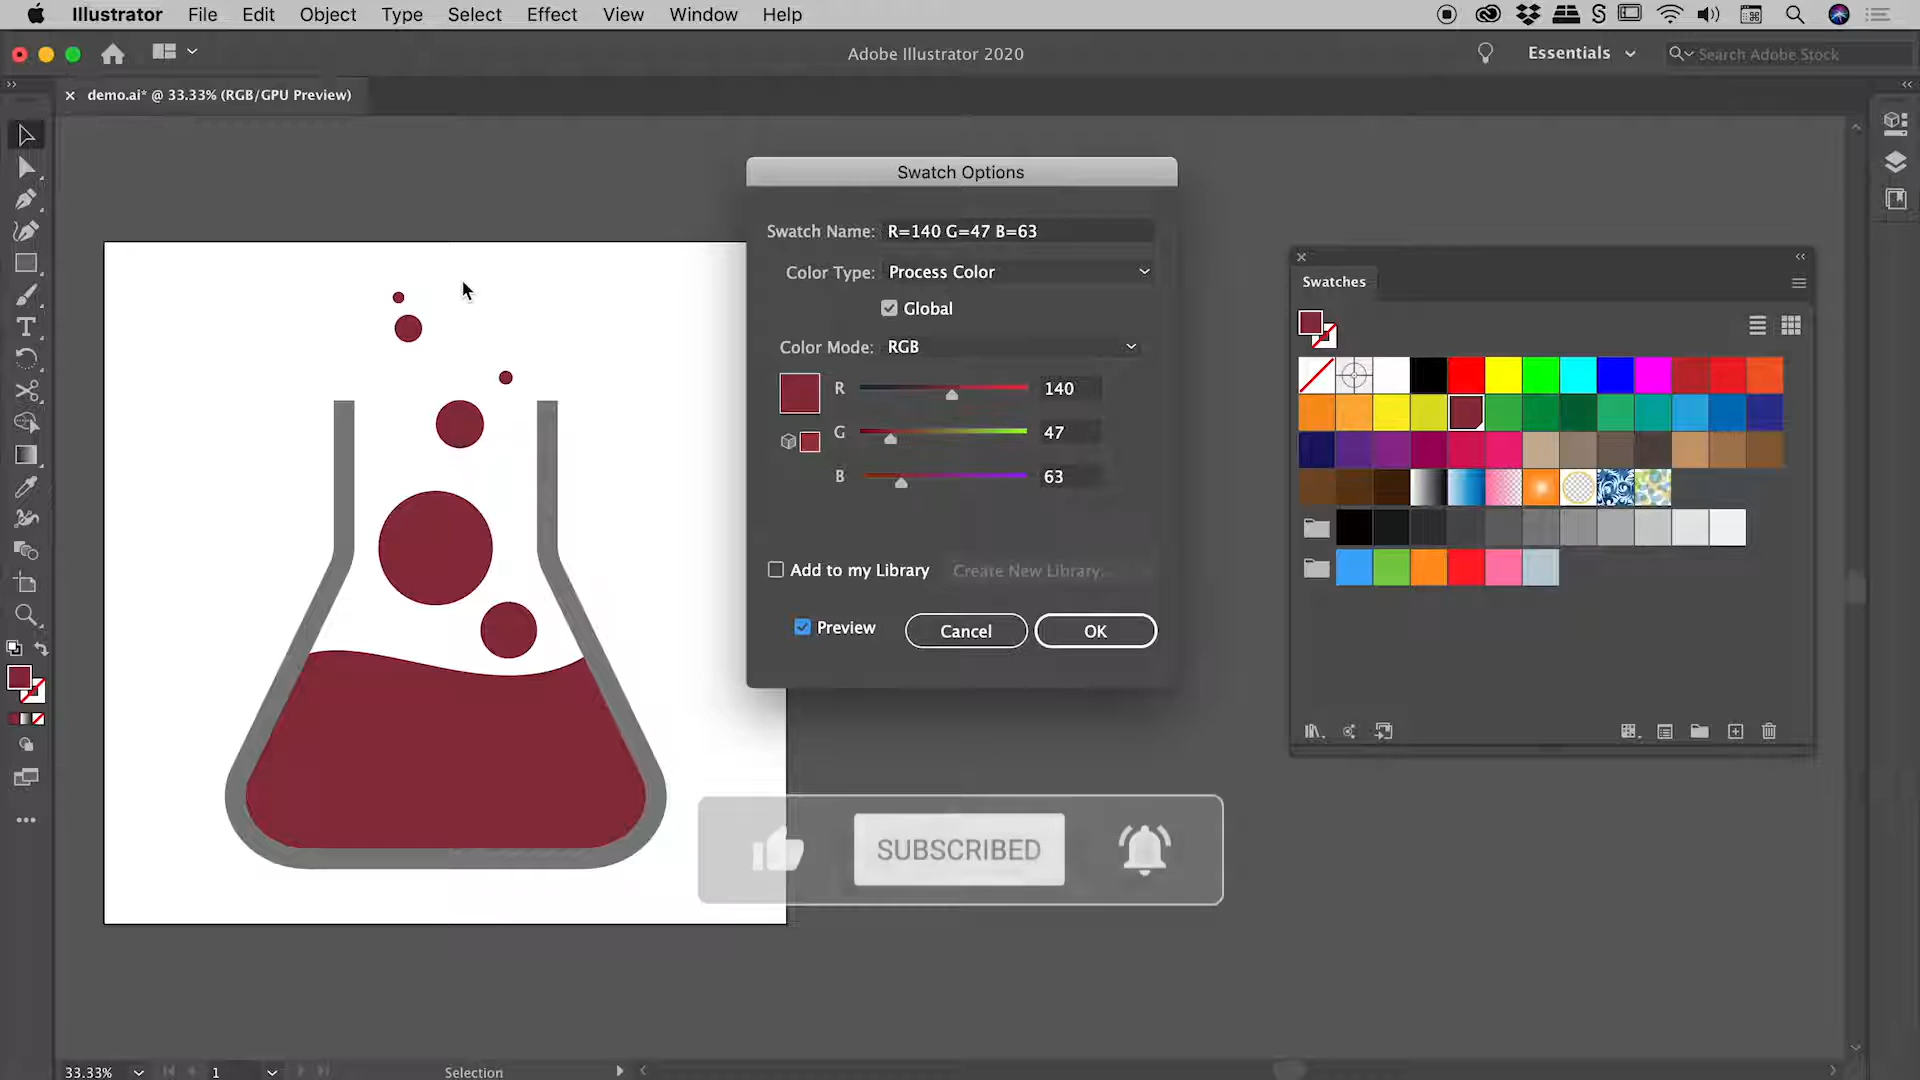 Illustrator File Edit Object Type Select Effect View Window Help
Adobe Illustrator 2020
Essentials
Search Adobe Stock
demo.ai* @ 33.33% (RGB/GPU Preview)
Swatch Options
Swatch Name: R=140 G=47 B=63
Color Type: Process Color
Global
Color Mode: RGB
R 140
G 47
B 63
Add to my Library Create New Library...
Preview Cancel OK
Swatches
SUBSCRIBED
33.33% 1 Selection